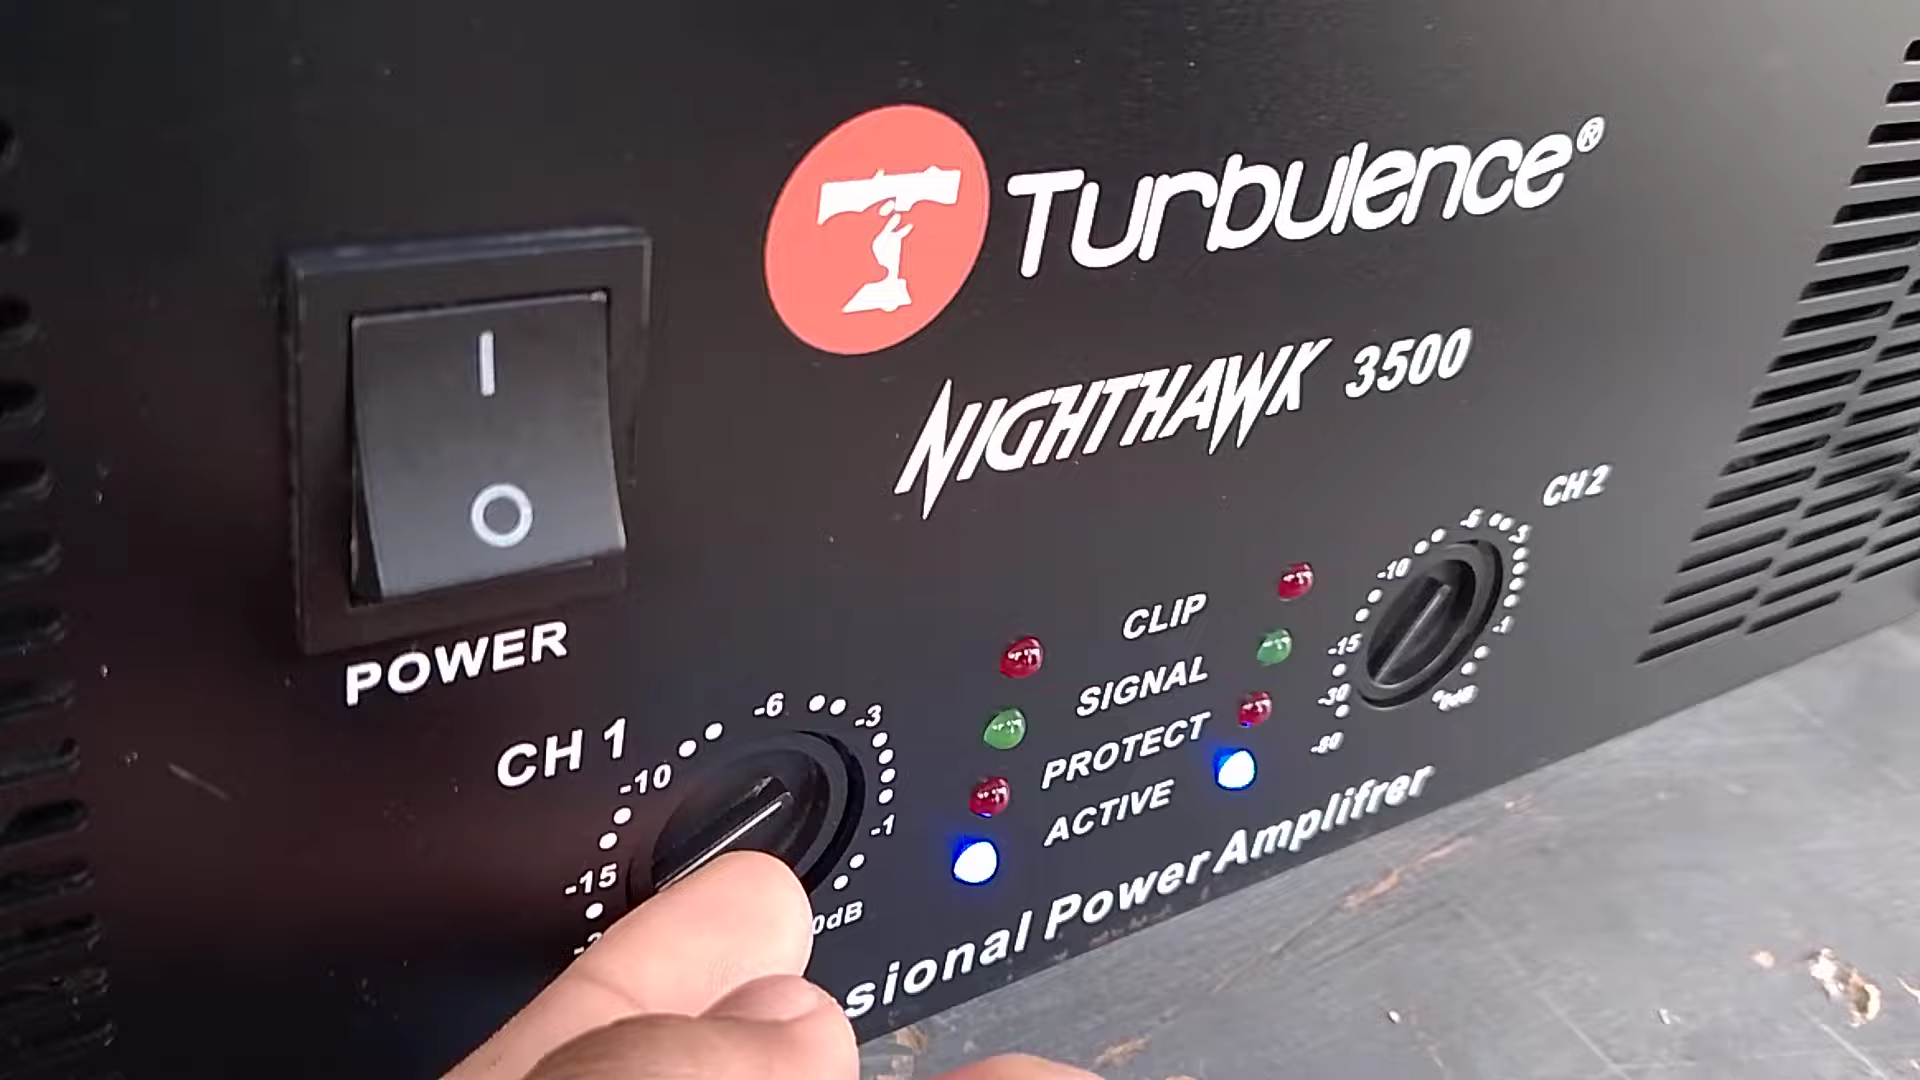 Turbulence®
NIGHTHAWK 3500
POWER
CH 1
-6
-3
-10
-1
-15
0dB
CLIP
SIGNAL
PROTECT
ACTIVE
CH2
-6
3
-10
-1
-15
-30
-80
0dB
sional Power Amplifrer